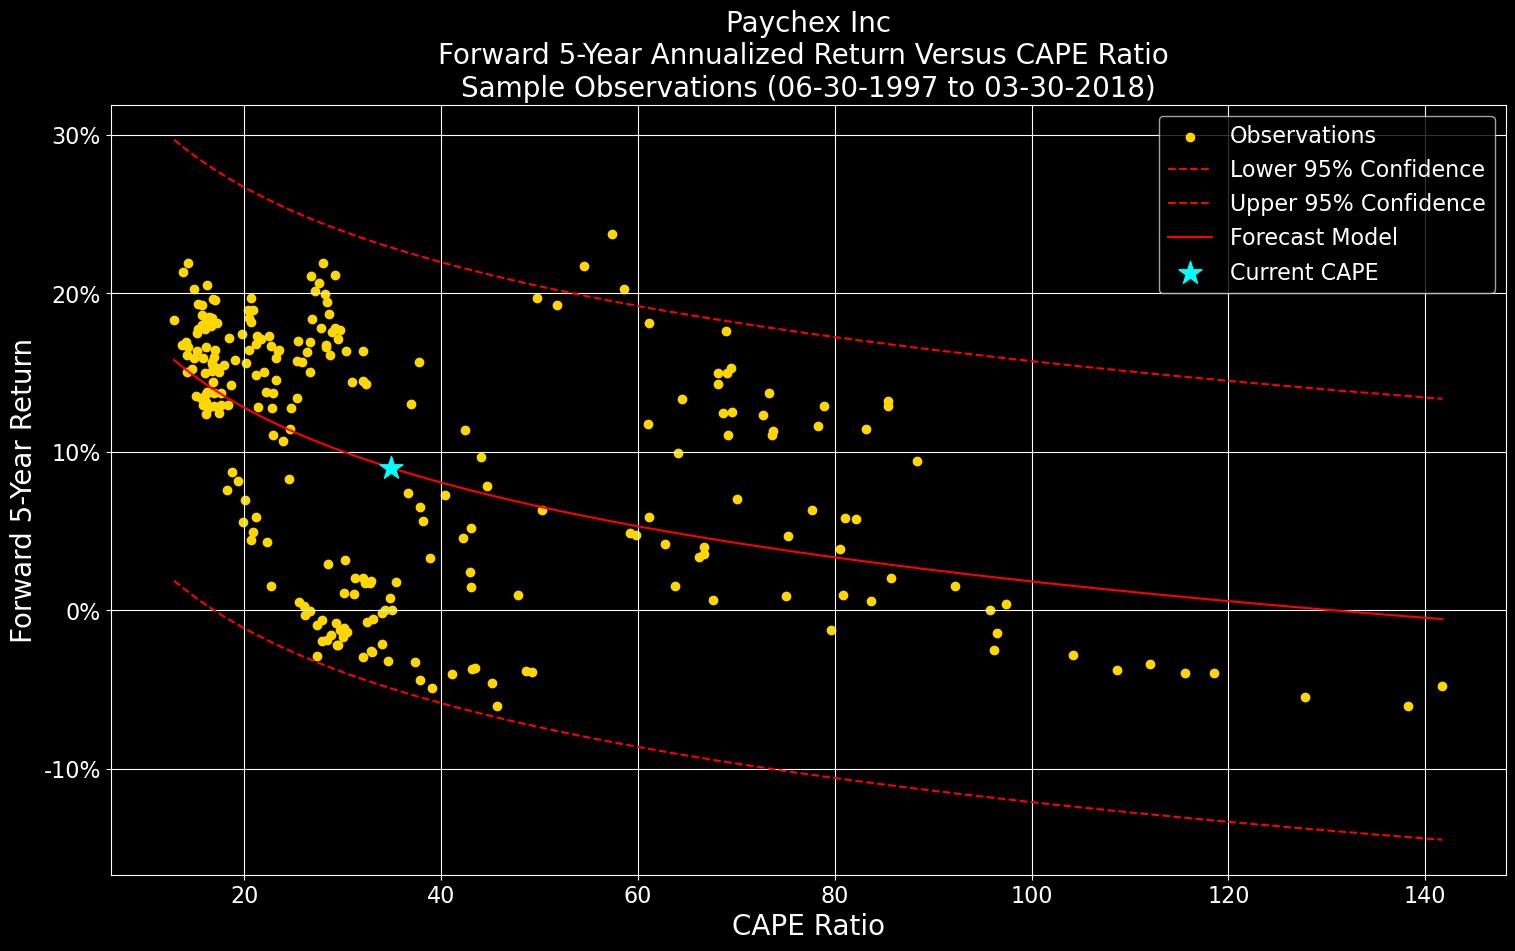 Paychex Inc
Forward 5-Year Annualized Return Versus CAPE Ratio
Sample Observations (06-30-1997 to 03-30-2018)
Forward 5-Year Return
30%
20%
10%
0%
-10%
Observations
Lower 95% Confidence
Upper 95% Confidence
Forecast Model
Current CAPE
20 40 60 80 100 120 140
CAPE Ratio